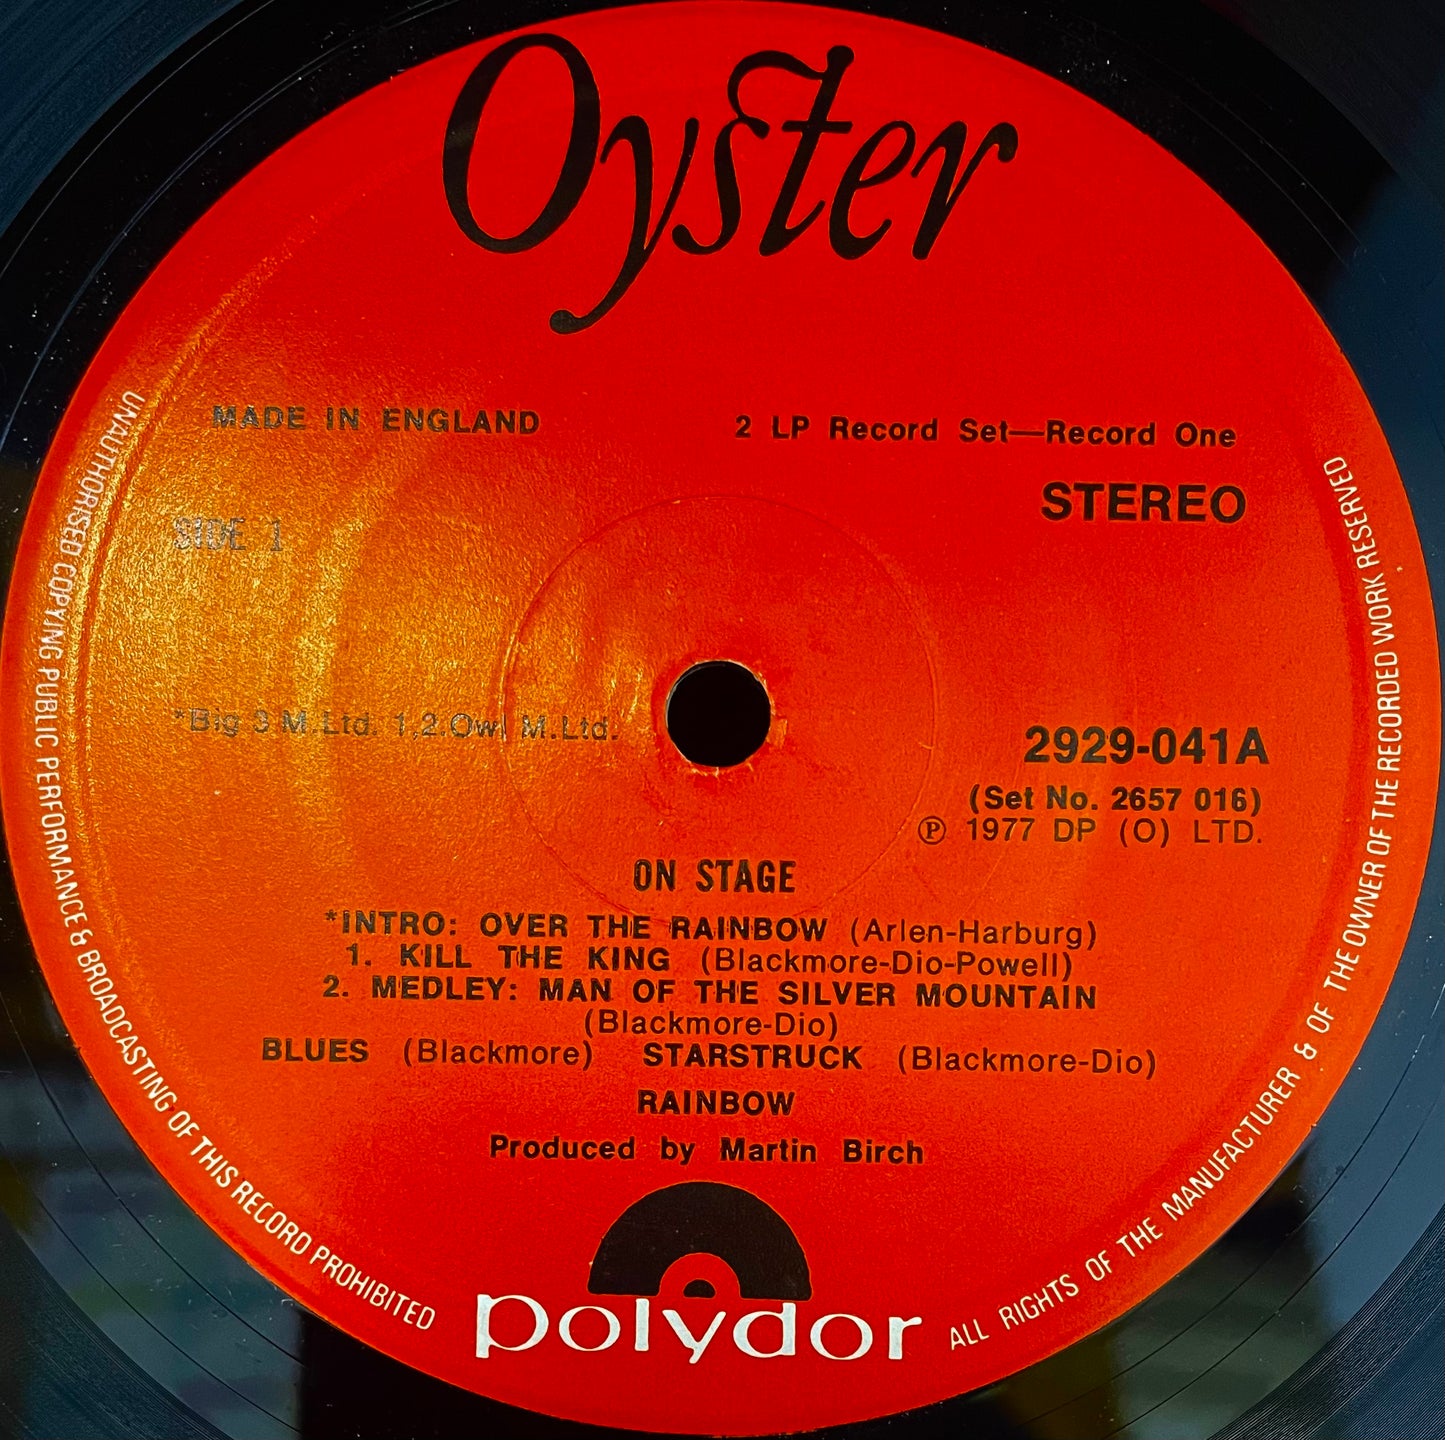 Oyster
MADE IN ENGLAND
2 LP Record Set—Record One
STEREO
SIDE 1
*Big 3 M.Ltd. 1,2.Owl M.Ltd.
2929-041A
(Set No. 2657 016)
℗ 1977 DP (O) LTD.
ON STAGE
*INTRO: OVER THE RAINBOW (Arlen-Harburg)
1. KILL THE KING (Blackmore-Dio-Powell)
2. MEDLEY: MAN OF THE SILVER MOUNTAIN
(Blackmore-Dio)
BLUES (Blackmore) STARSTRUCK (Blackmore-Dio)
RAINBOW
Produced by Martin Birch
polydor
UNAUTHORISED COPYING PUBLIC PERFORMANCE & BROADCASTING OF THIS RECORD PROHIBITED
ALL RIGHTS OF THE MANUFACTURER & OF THE OWNER OF THE RECORDED WORK RESERVED